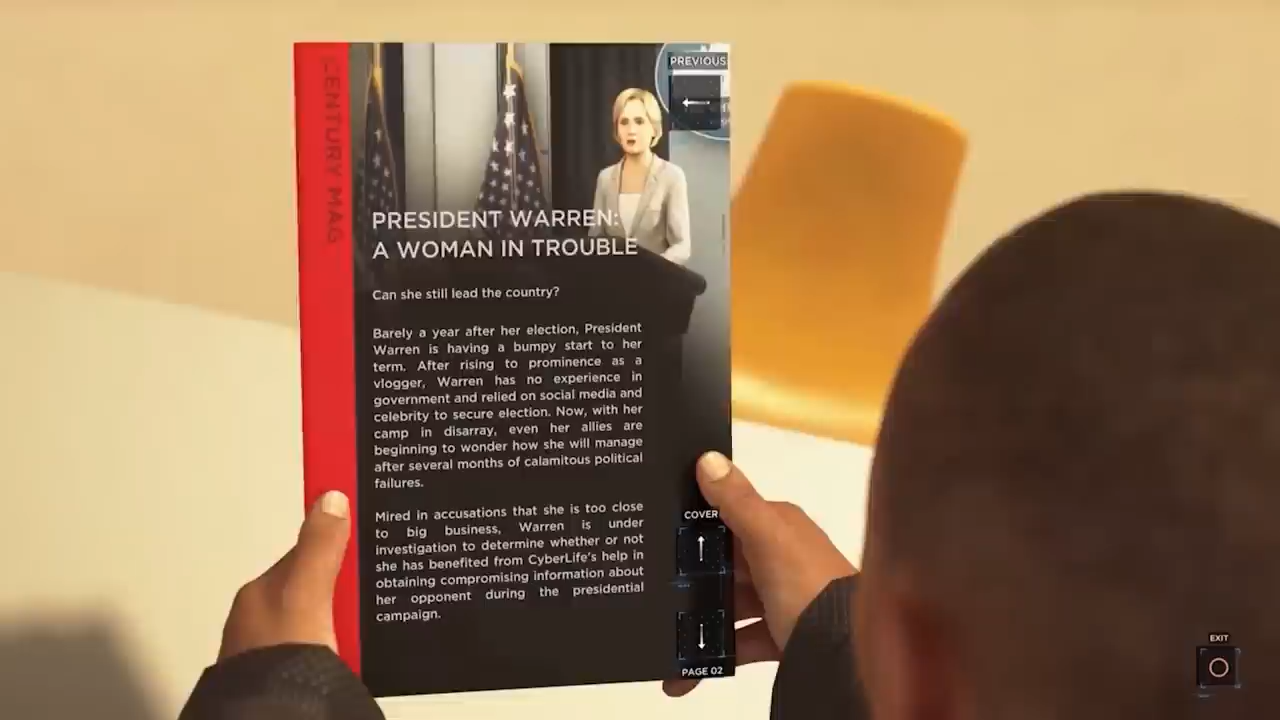 CENTURY MAG
PREVIOUS
PRESIDENT WARREN:
A WOMAN IN TROUBLE
Can she still lead the country?
Barely a year after her election, President
Warren is having a bumpy start to her
term. After rising to prominence as a
vlogger, Warren has no experience in
government and relied on social media and
celebrity to secure election. Now, with her
camp in disarray, even her allies are
beginning to wonder how she will manage
after several months of calamitous political
failures.
Mired in accusations that she is too close
to big business, Warren is under
investigation to determine whether or not
she has benefited from CyberLife's help in
obtaining compromising information about
her opponent during the presidential
campaign.
COVER
PAGE 02
EXIT